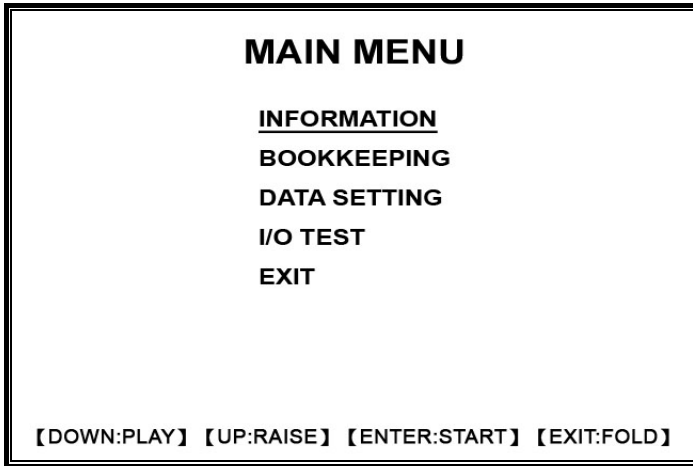 MAIN MENU
INFORMATION
BOOKKEEPING
DATA SETTING
I/O TEST
EXIT
【DOWN:PLAY】【UP:RAISE】【ENTER:START】【EXIT:FOLD】